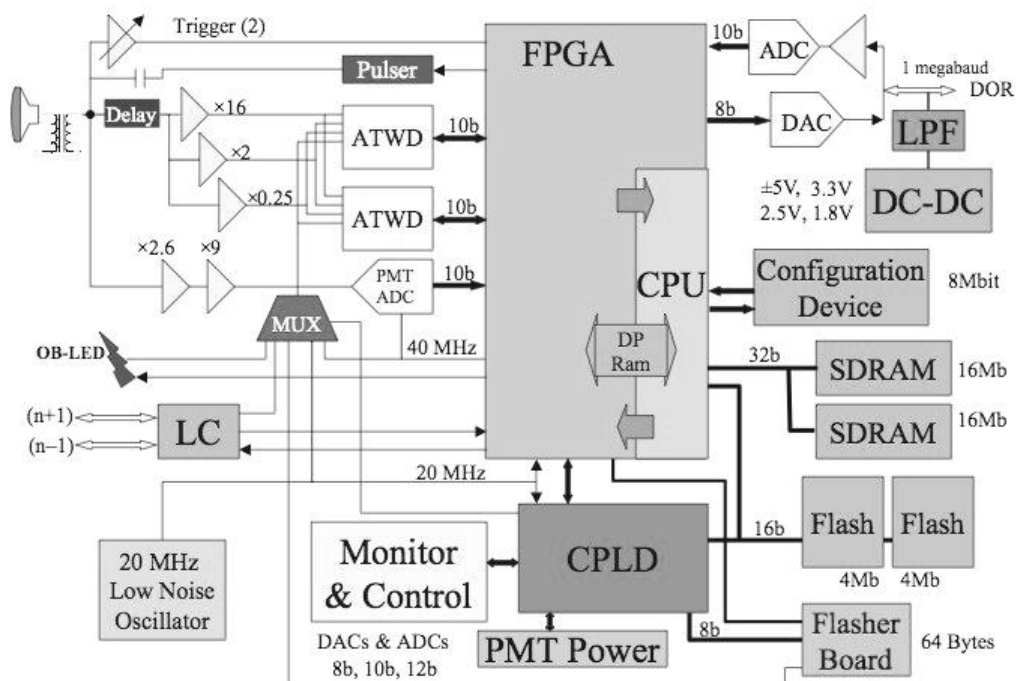 Trigger (2)
FPGA
10b
ADC
1 megabaud
DOR
Pulser
Delay
×16
ATWD
10b
8b
DAC
LPF
×2
×0.25
ATWD
10b
±5V, 3.3V
2.5V, 1.8V
DC-DC
×2.6
×9
PMT
ADC
10b
CPU
Configuration
Device
8Mbit
MUX
OB-LED
40 MHz
DP
Ram
32b
SDRAM
16Mb
(n+1)
(n−1)
LC
SDRAM
16Mb
20 MHz
20 MHz
Low Noise
Oscillator
Monitor
& Control
CPLD
16b
Flash
Flash
4Mb
4Mb
DACs & ADCs
8b, 10b, 12b
PMT Power
8b
Flasher
Board
64 Bytes